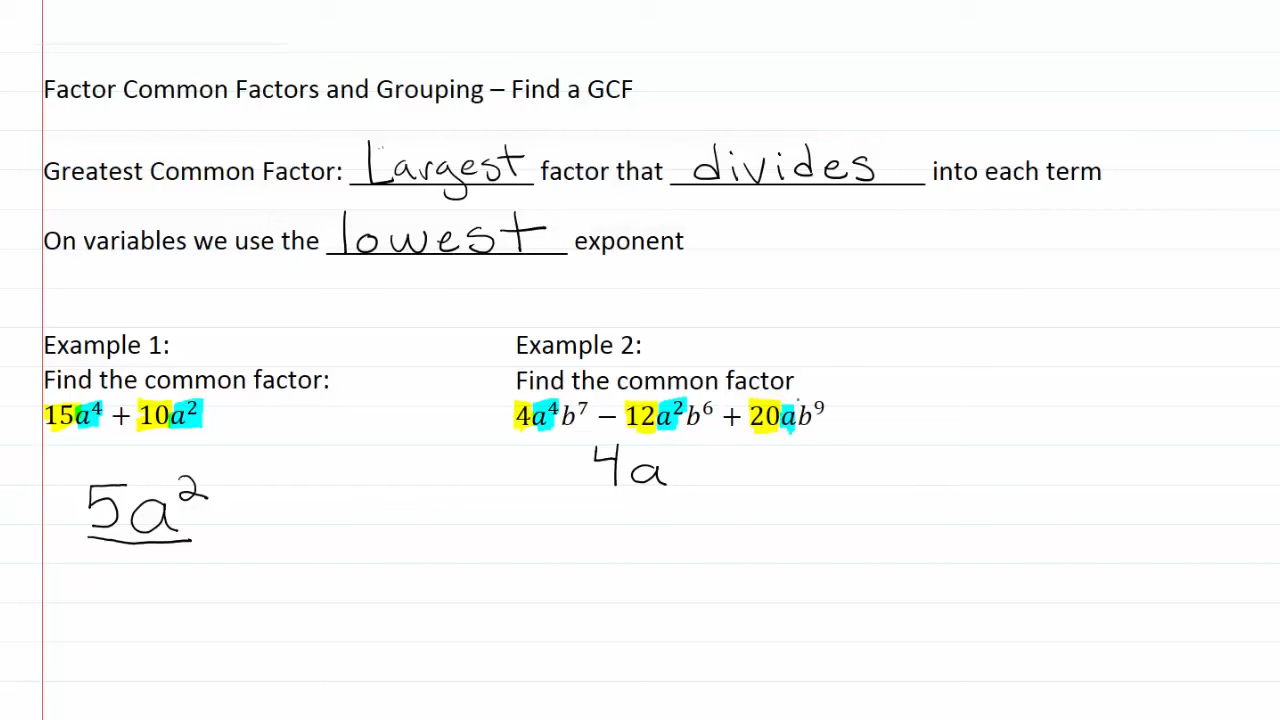 Factor Common Factors and Grouping – Find a GCF
Greatest Common Factor: Largest factor that divides into each term
On variables we use the lowest exponent
Example 1:
Find the common factor:
15a⁴ + 10a²
5a²
Example 2:
Find the common factor
4a⁴b⁷ − 12a²b⁶ + 20ab⁹
4a